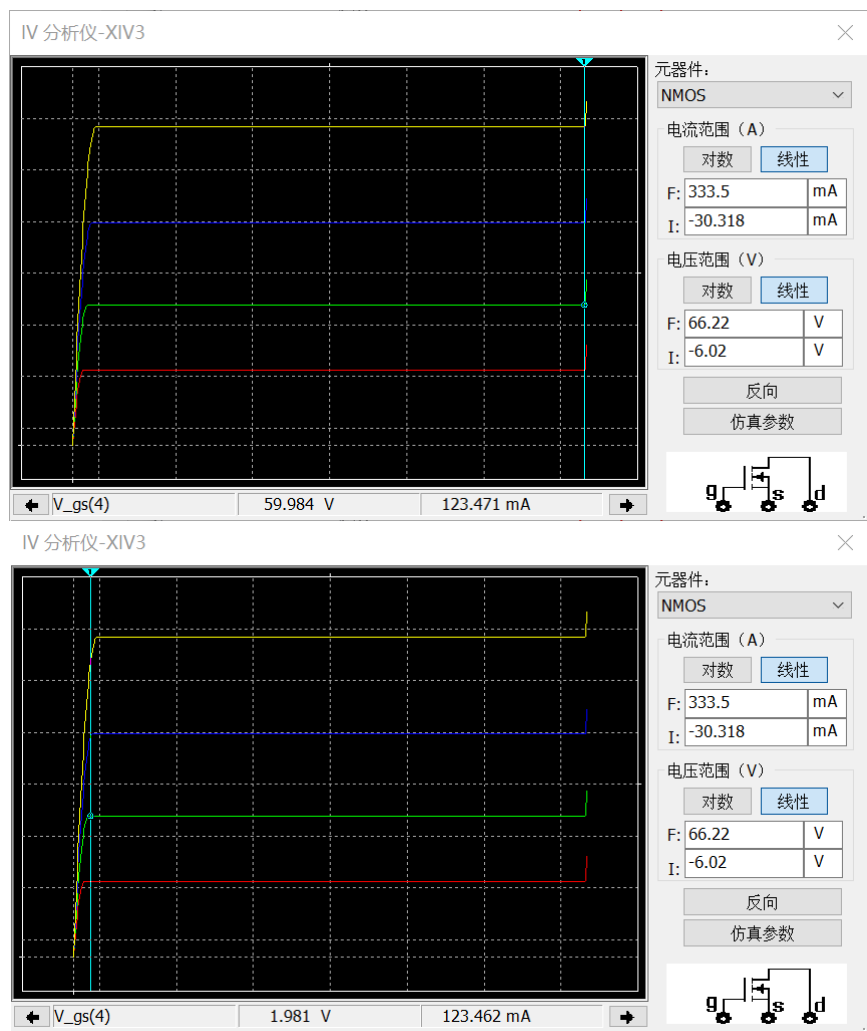 IV 分析仪-XIV3
元器件:
NMOS
电流范围（A）
对数 线性
F: 333.5 mA
I: -30.318 mA
电压范围（V）
对数 线性
F: 66.22 V
I: -6.02 V
反向
仿真参数
g s d
1
V_gs(4) 59.984 V 123.471 mA
IV 分析仪-XIV3
元器件:
NMOS
电流范围（A）
对数 线性
F: 333.5 mA
I: -30.318 mA
电压范围（V）
对数 线性
F: 66.22 V
I: -6.02 V
反向
仿真参数
g s d
1
V_gs(4) 1.981 V 123.462 mA